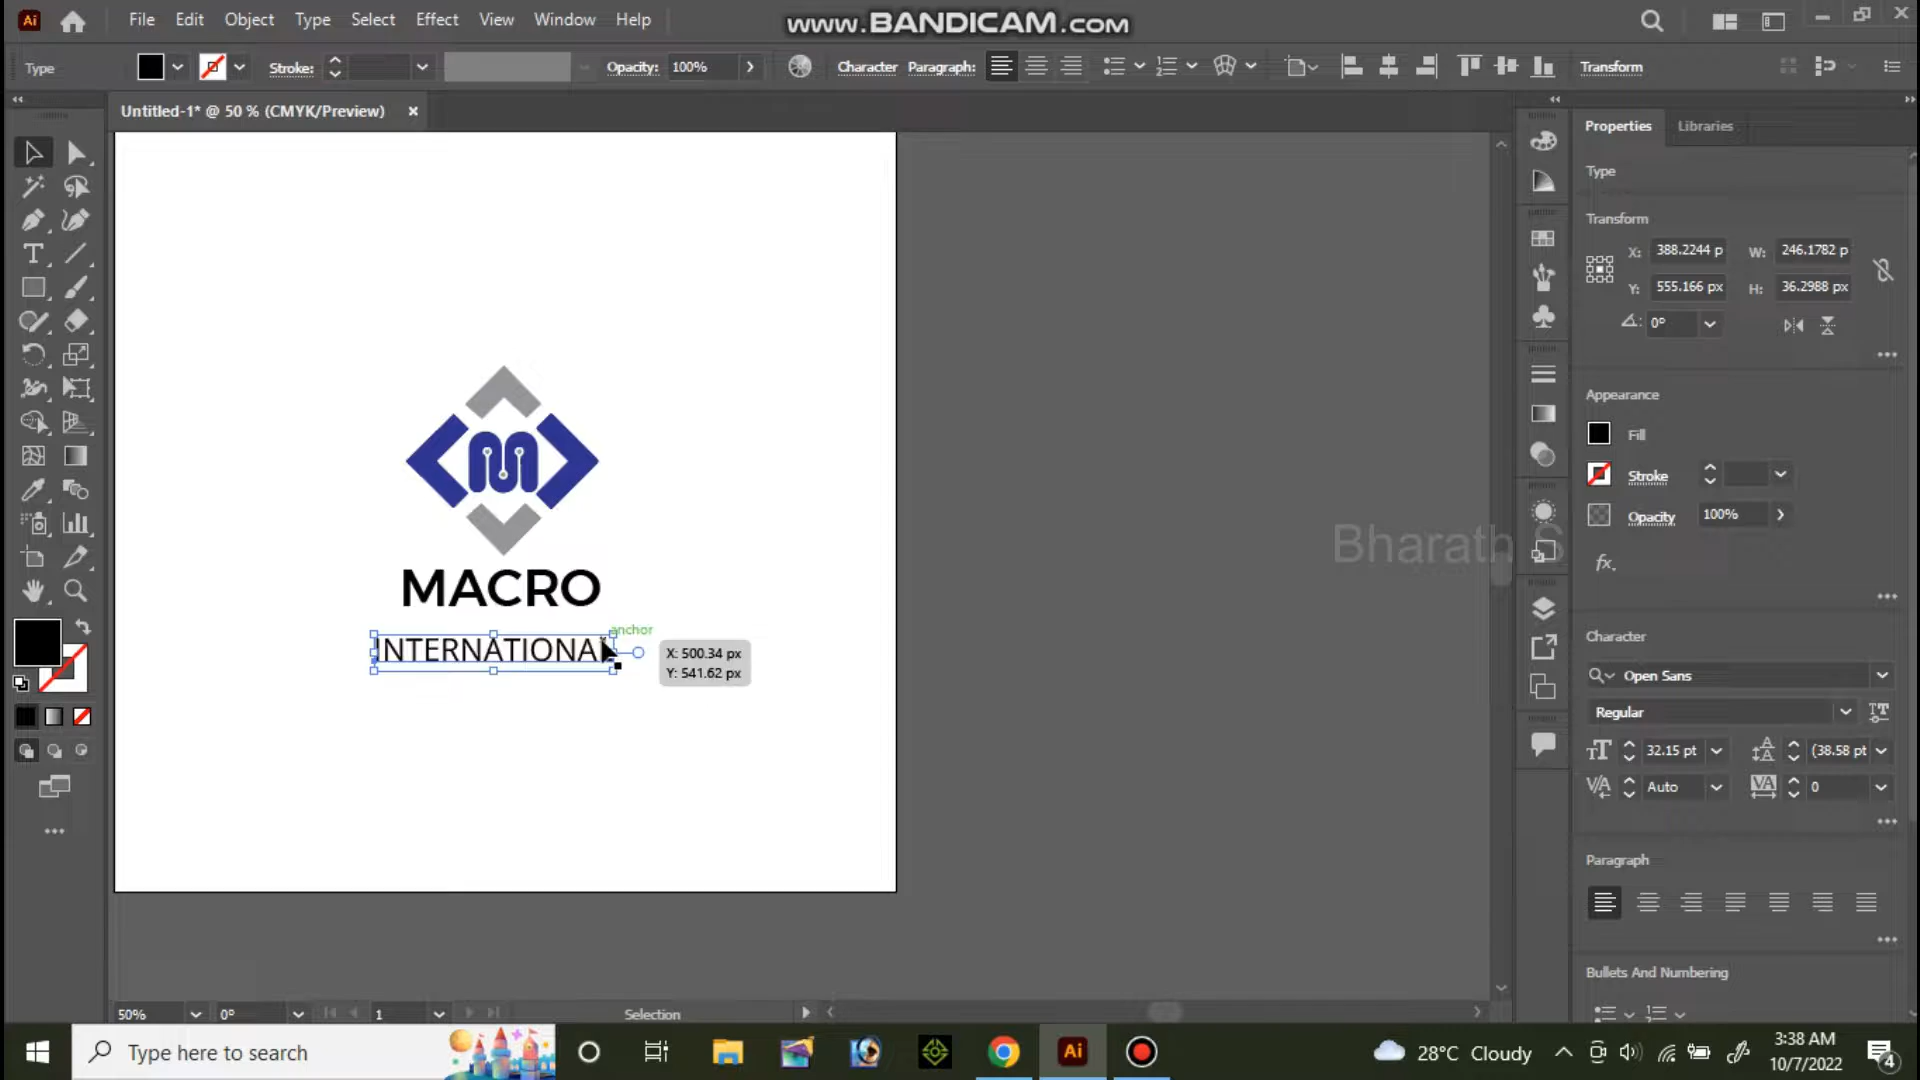 Ai File Edit Object Type Select Effect View Window Help www.BANDICAM.com
Type Stroke: Opacity: 100% Character Paragraph: Transform
Untitled-1* @ 50 % (CMYK/Preview) ×
Properties Libraries
Type
Transform
X: 388.2244 p W: 246.1782 p
Y: 555.166 px H: 36.2988 px
0°
Appearance
Fill
Stroke
Opacity 100%
fx.
Bharath S
MACRO
anchor
INTERNATIONAL
X: 500.34 px
Y: 541.62 px
Character
Open Sans
Regular
32.15 pt (38.58 pt
Auto 0
Paragraph
Bullets And Numbering
50% 0° 1 Selection
Type here to search
Ai
28°C Cloudy
3:38 AM
10/7/2022
4